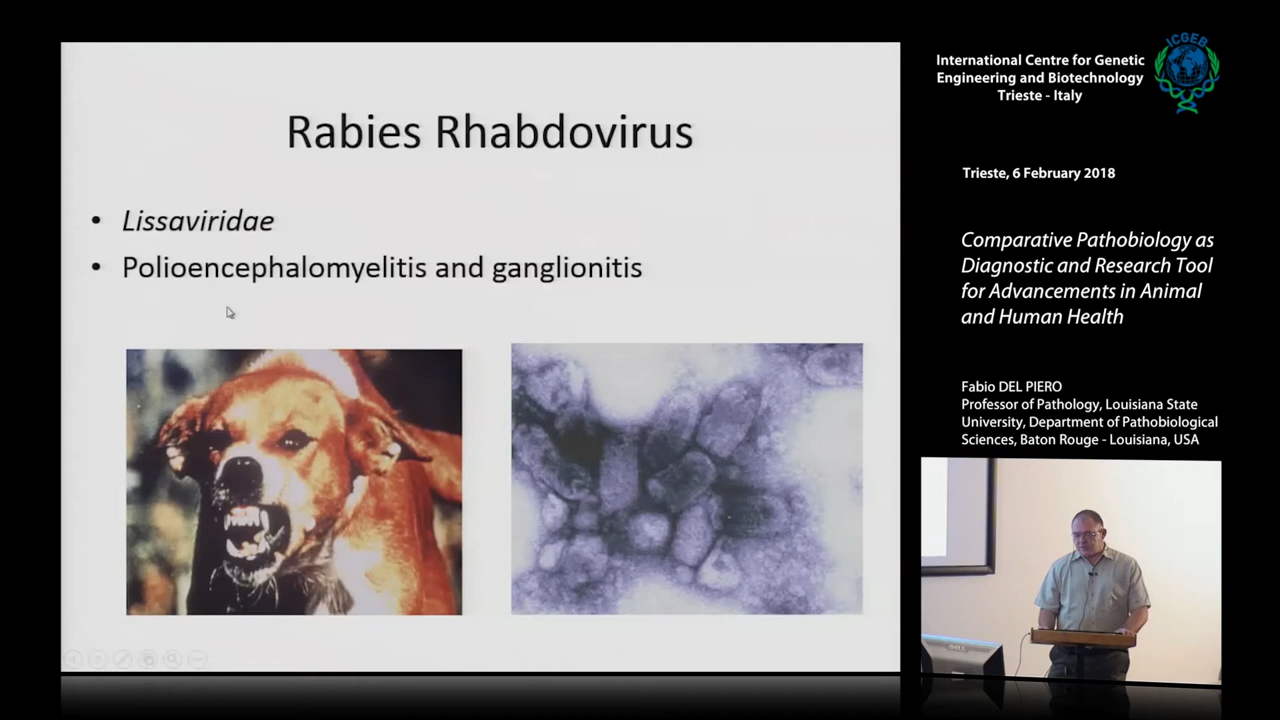 Rabies Rhabdovirus
• Lissaviridae
• Polioencephalomyelitis and ganglionitis
International Centre for Genetic
Engineering and Biotechnology
Trieste - Italy
ICGEB
Trieste, 6 February 2018
Comparative Pathobiology as
Diagnostic and Research Tool
for Advancements in Animal
and Human Health
Fabio DEL PIERO
Professor of Pathology, Louisiana State
University, Department of Pathobiological
Sciences, Baton Rouge - Louisiana, USA
DELL